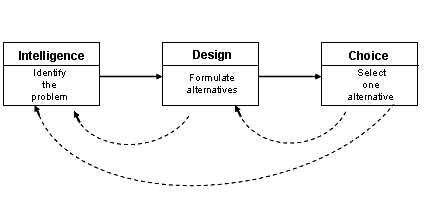 Intelligence
Identify
the
problem
Design
Formulate
alternatives
Choice
Select
one
alternative